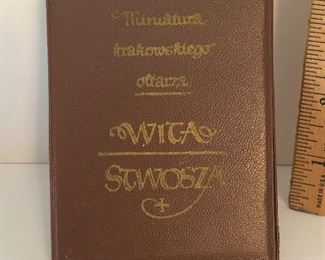 Miniatura
krakowskiego
ołtarza
WITA
STWOSZA